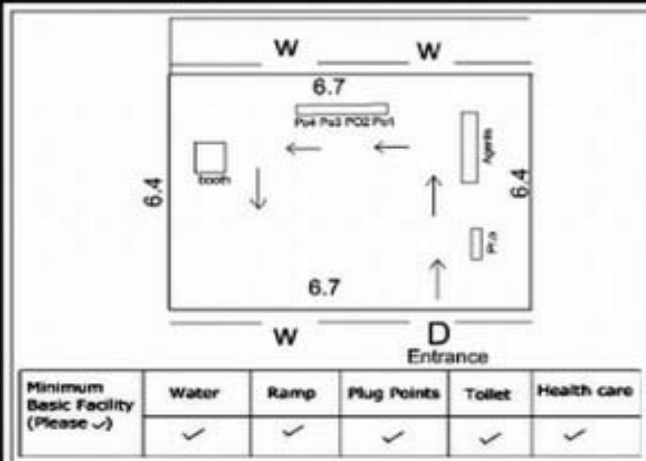 W W
6.7
Po4 Po3 PO2 Po1
booth
Agents
6.4
6.4
Pr.o
6.7
W D
Entrance
Minimum Basic Facility (Please ✓)
Water Ramp Plug Points Toilet Health care
✓ ✓ ✓ ✓ ✓